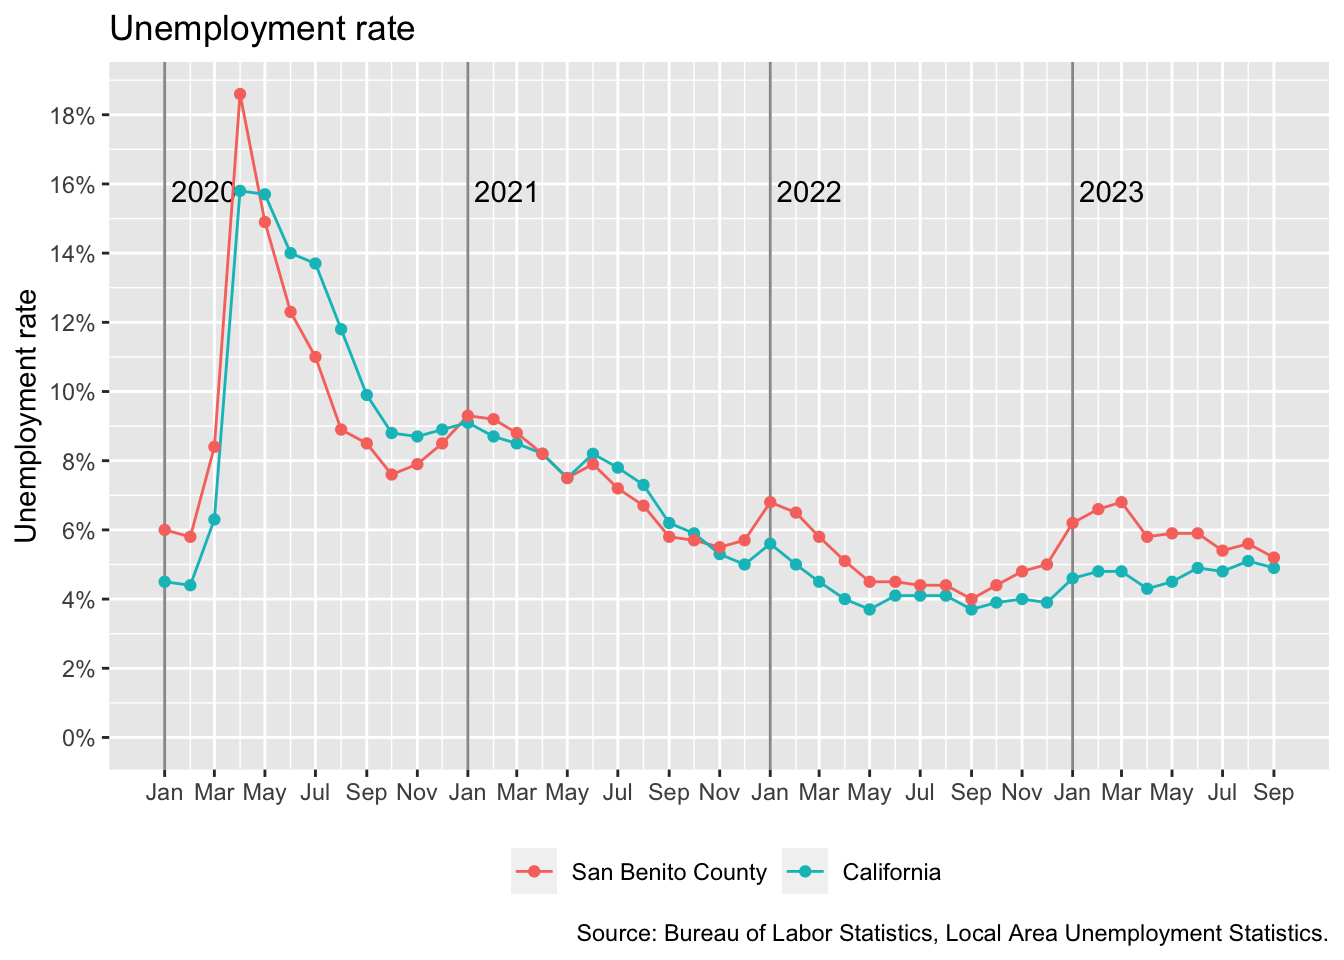 Unemployment rate
Unemployment rate
18%
16%
14%
12%
10%
8%
6%
4%
2%
0%
2020 2021 2022 2023
Jan Mar May Jul Sep Nov Jan Mar May Jul Sep Nov Jan Mar May Jul Sep Nov Jan Mar May Jul Sep
San Benito County California
Source: Bureau of Labor Statistics, Local Area Unemployment Statistics.